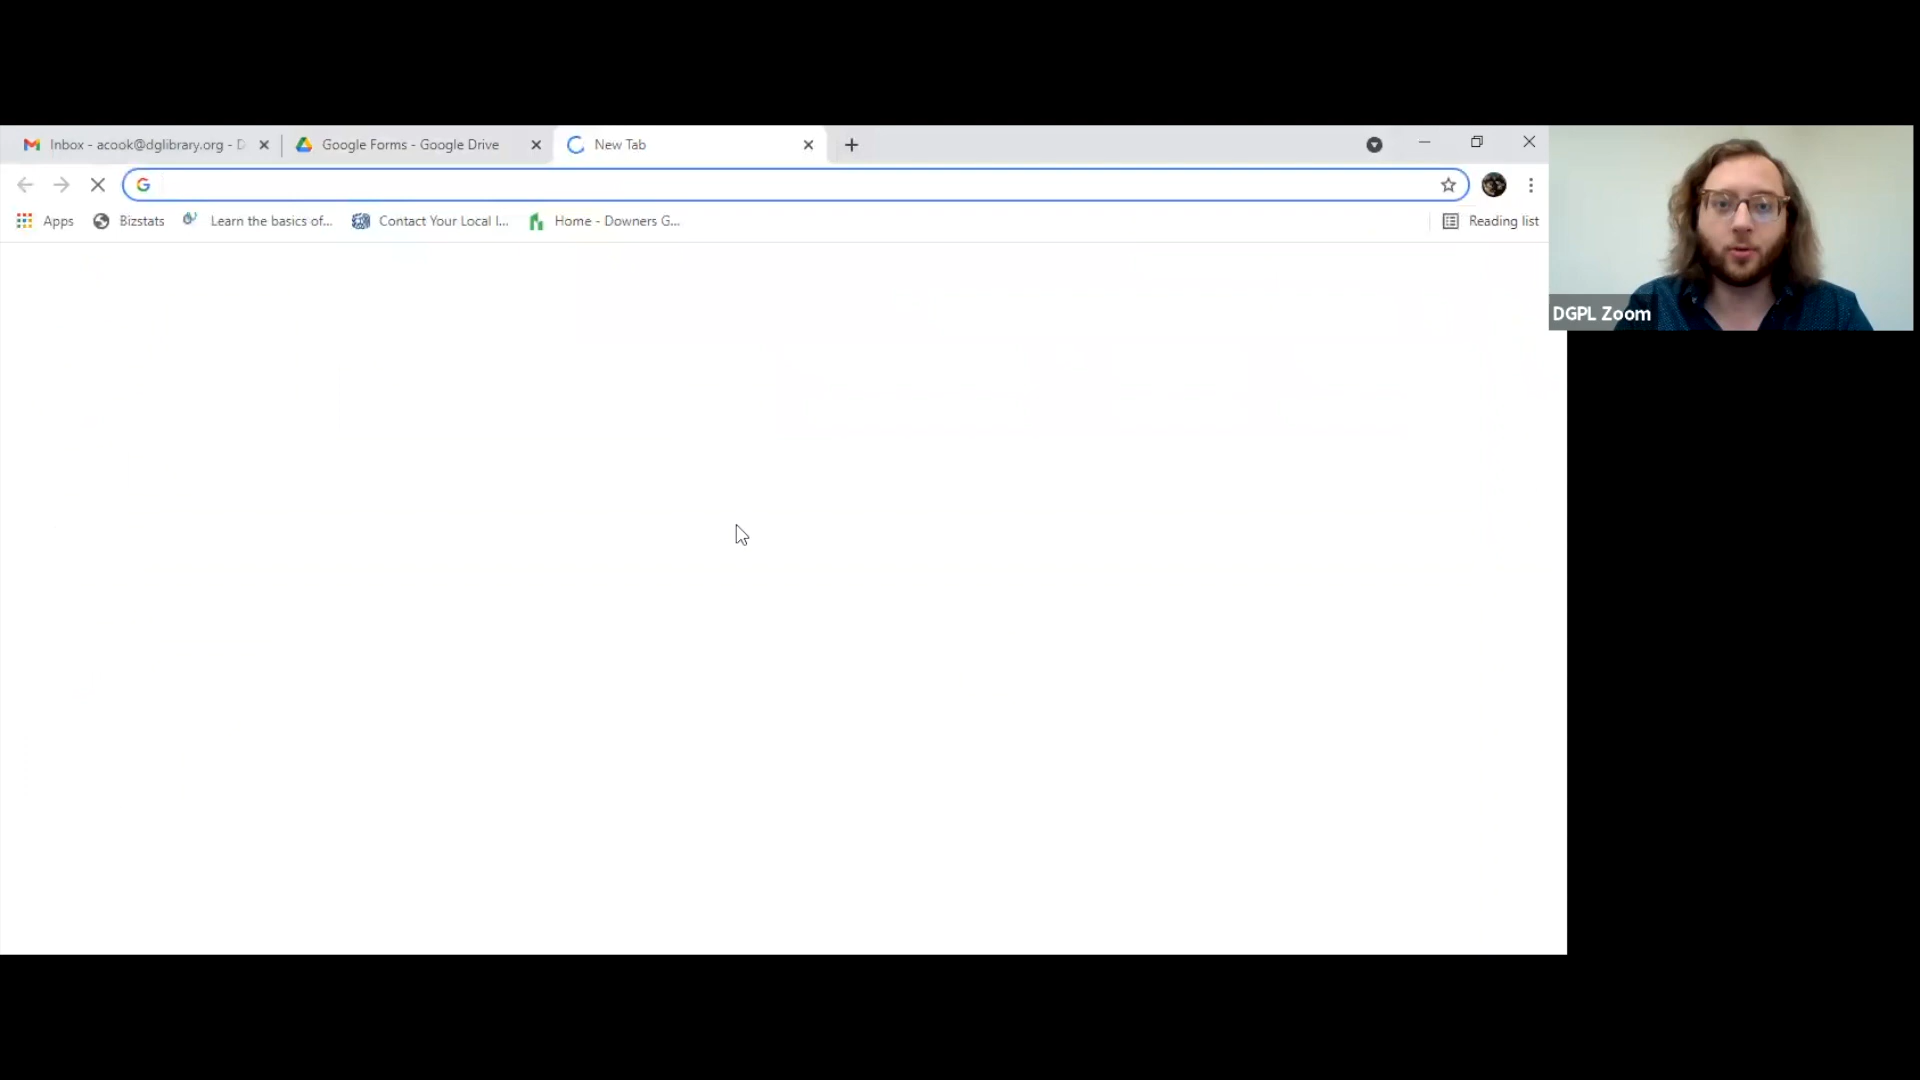 Inbox - acook@dglibrary.org - D
Google Forms - Google Drive
New Tab
Apps
Bizstats
Learn the basics of...
Contact Your Local I...
Home - Downers G...
Reading list
DGPL Zoom